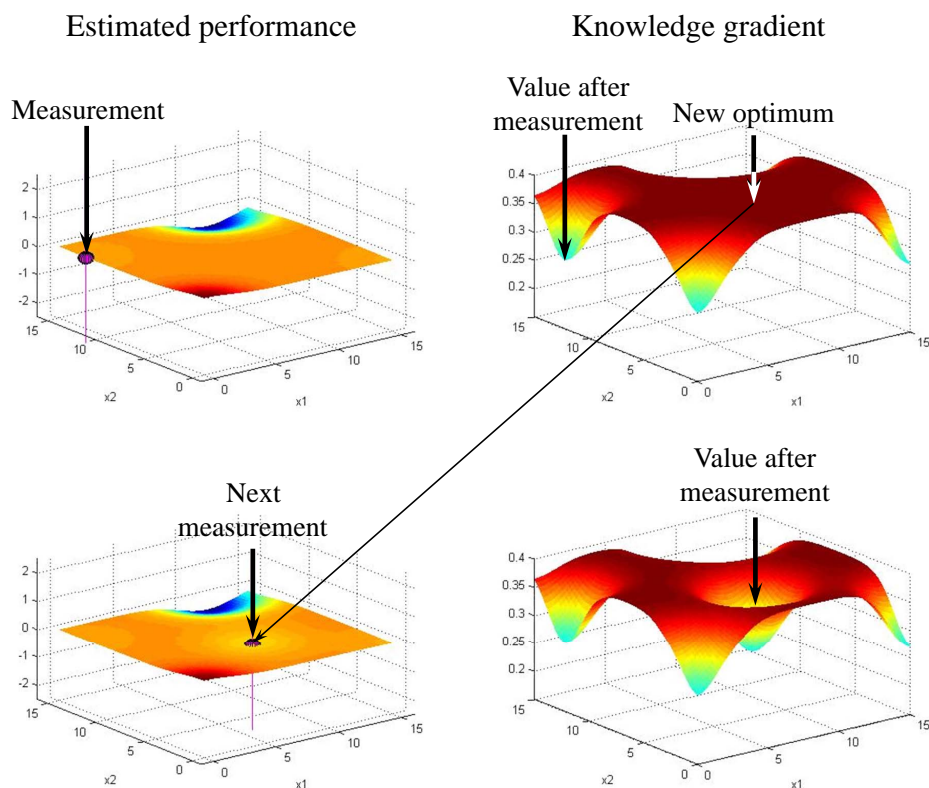 Estimated performance
Knowledge gradient
Measurement
Value after
measurement
New optimum
2
1
0
-1
-2
15
10
5
0
x2
0
5
10
15
x1
0.4
0.35
0.3
0.25
0.2
15
10
5
0
x2
0
5
10
15
x1
Next
measurement
Value after
measurement
2
1
0
-1
-2
15
10
5
0
x2
0
5
10
15
x1
0.4
0.35
0.3
0.25
0.2
15
10
5
0
x2
0
5
10
15
x1